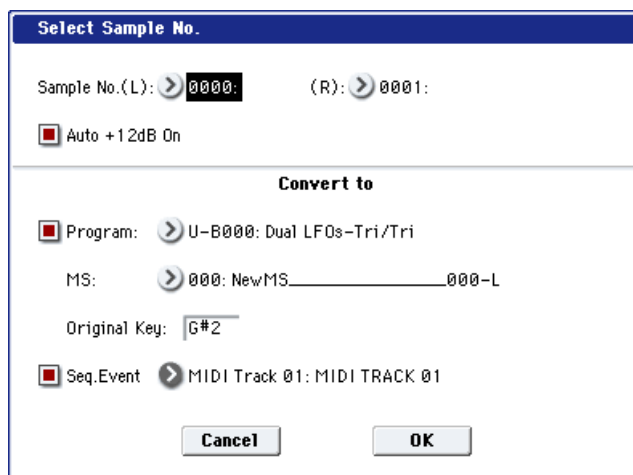 Select Sample No.
Sample No.(L): 0000: (R): 0001:
Auto +12dB On
Convert to
Program: U-B000: Dual LFOs-Tri/Tri
MS: 000: NewMS________________000-L
Original Key: G#2
Seq.Event MIDI Track 01: MIDI TRACK 01
Cancel OK